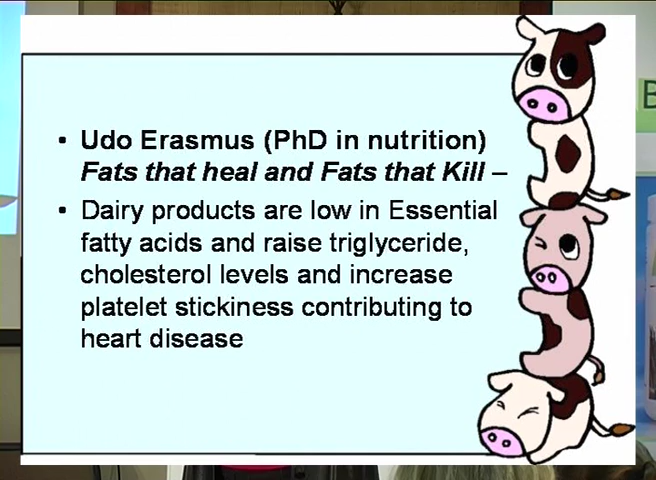 • Udo Erasmus (PhD in nutrition)
Fats that heal and Fats that Kill –
• Dairy products are low in Essential
fatty acids and raise triglyceride,
cholesterol levels and increase
platelet stickiness contributing to
heart disease